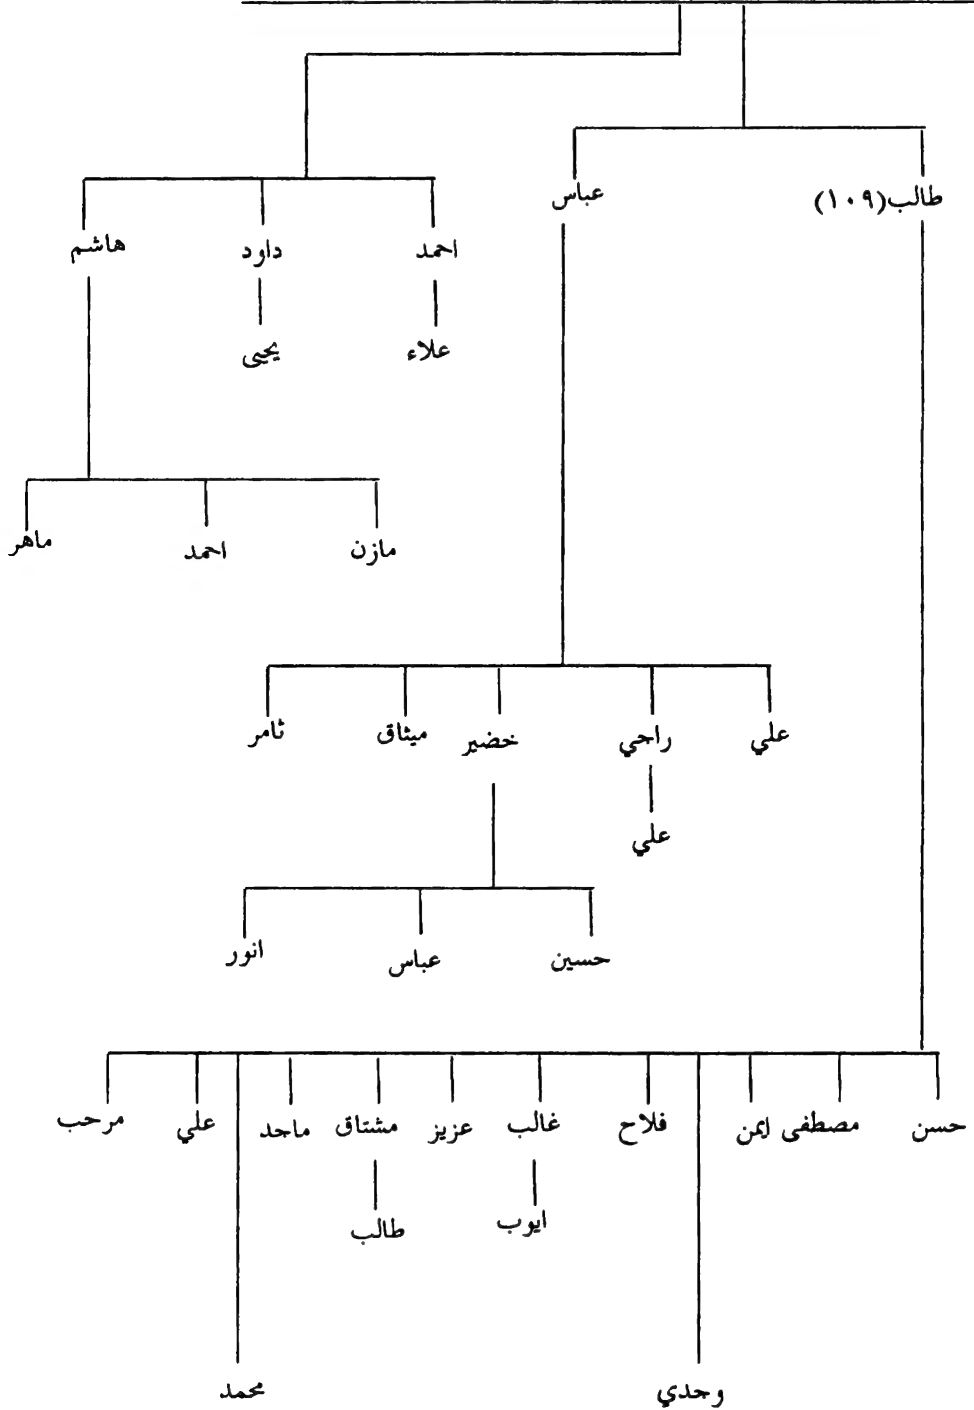 طالب(١٠٩) عباس
احمد داود هاشم
علاء يحيى
مازن احمد ماهر
علي راجي خضير ميثاق ثامر
علي
حسين عباس انور
حسن مصطفى ايمن فلاح غالب عزيز مشتاق ماجد علي مرحب
ايوب طالب
وجدي محمد